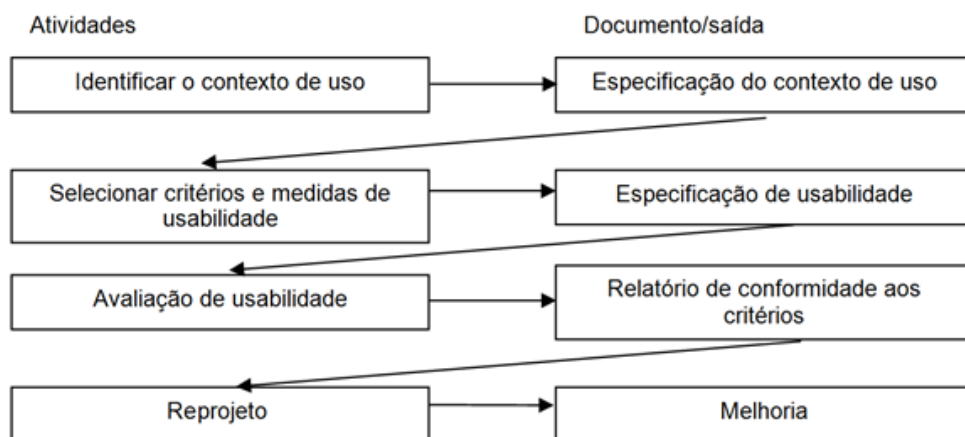 Atividades
Documento/saída
Identificar o contexto de uso
Especificação do contexto de uso
Selecionar critérios e medidas de
usabilidade
Especificação de usabilidade
Avaliação de usabilidade
Relatório de conformidade aos
critérios
Reprojeto
Melhoria